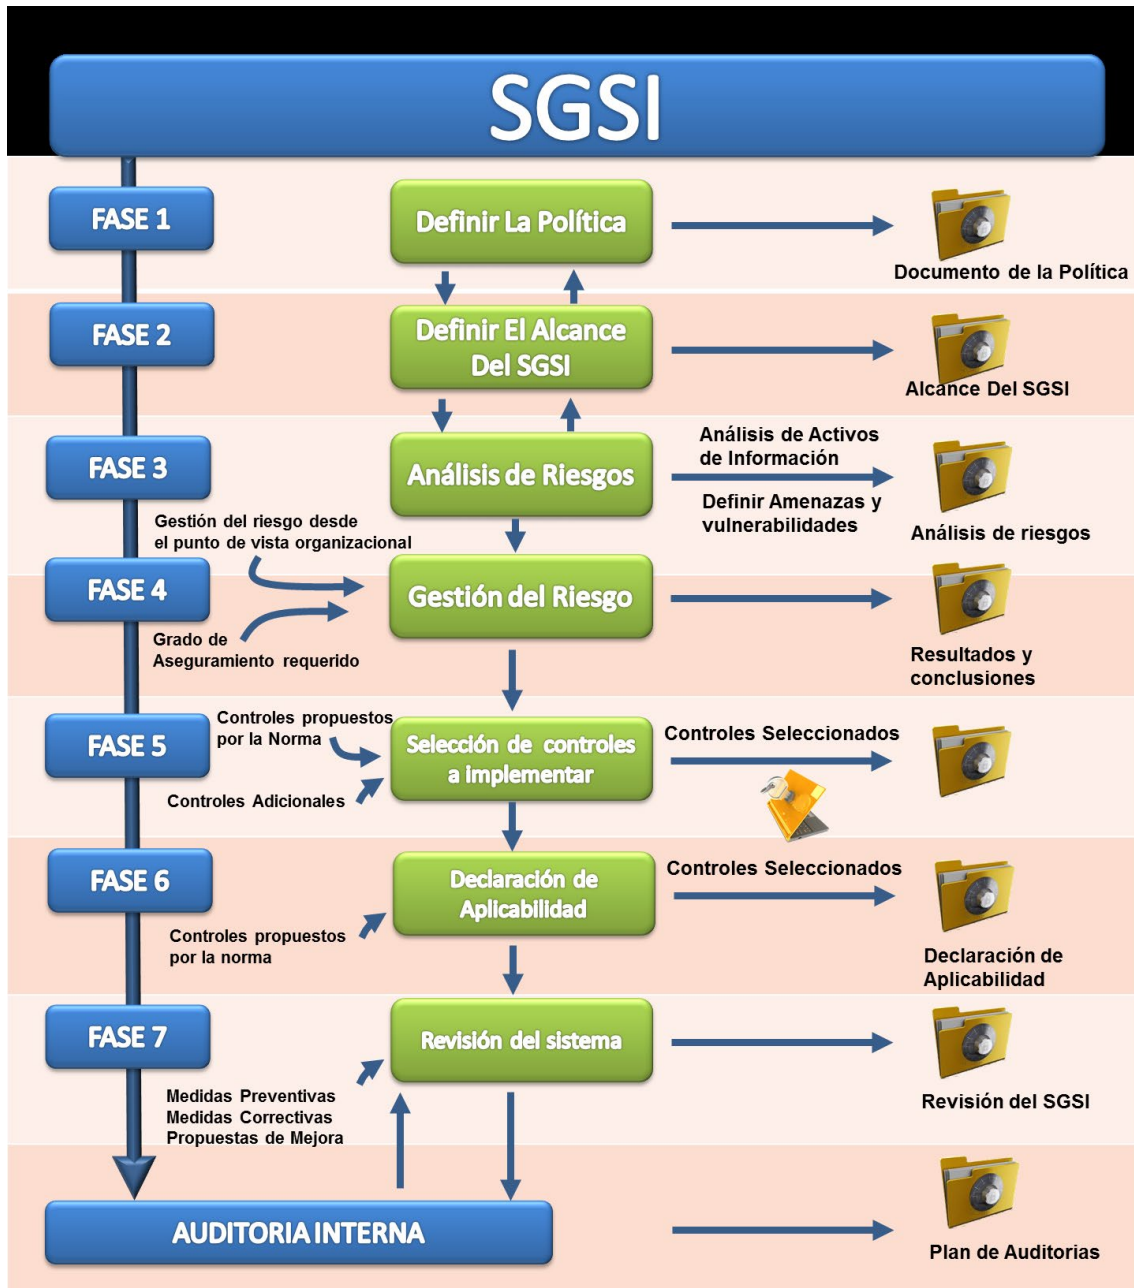 SGSI
FASE 1
Definir La Política
Documento de la Política
FASE 2
Definir El Alcance
Del SGSI
Alcance Del SGSI
FASE 3
Análisis de Riesgos
Análisis de Activos
de Información
Definir Amenazas y
vulnerabilidades
Análisis de riesgos
Gestión del riesgo desde
el punto de vista organizacional
FASE 4
Gestión del Riesgo
Grado de
Aseguramiento requerido
Resultados y
conclusiones
FASE 5
Controles propuestos
por la Norma
Controles Adicionales
Selección de controles
a implementar
Controles Seleccionados
FASE 6
Declaración de
Aplicabilidad
Controles Seleccionados
Controles propuestos
por la norma
Declaración de
Aplicabilidad
FASE 7
Revisión del sistema
Medidas Preventivas
Medidas Correctivas
Propuestas de Mejora
Revisión del SGSI
AUDITORIA INTERNA
Plan de Auditorias